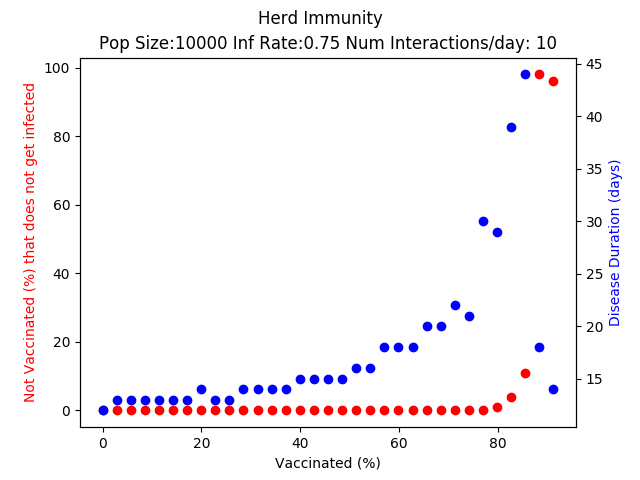 Herd Immunity
Pop Size:10000 Inf Rate:0.75 Num Interactions/day: 10
Not Vaccinated (%) that does not get infected
100
80
60
40
20
0
45
40
35
30
25
20
15
Disease Duration (days)
0 20 40 60 80
Vaccinated (%)